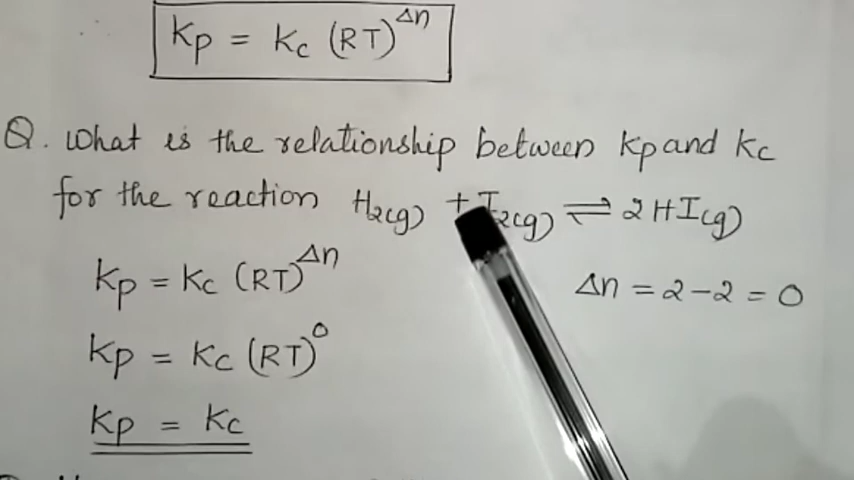 Kp = Kc (RT)^Δn
Q. What is the relationship between Kp and Kc
for the reaction H2(g) + I2(g) ⇌ 2HI(g)
Kp = Kc (RT)^Δn
Δn = 2-2 = 0
Kp = Kc (RT)^0
Kp = Kc